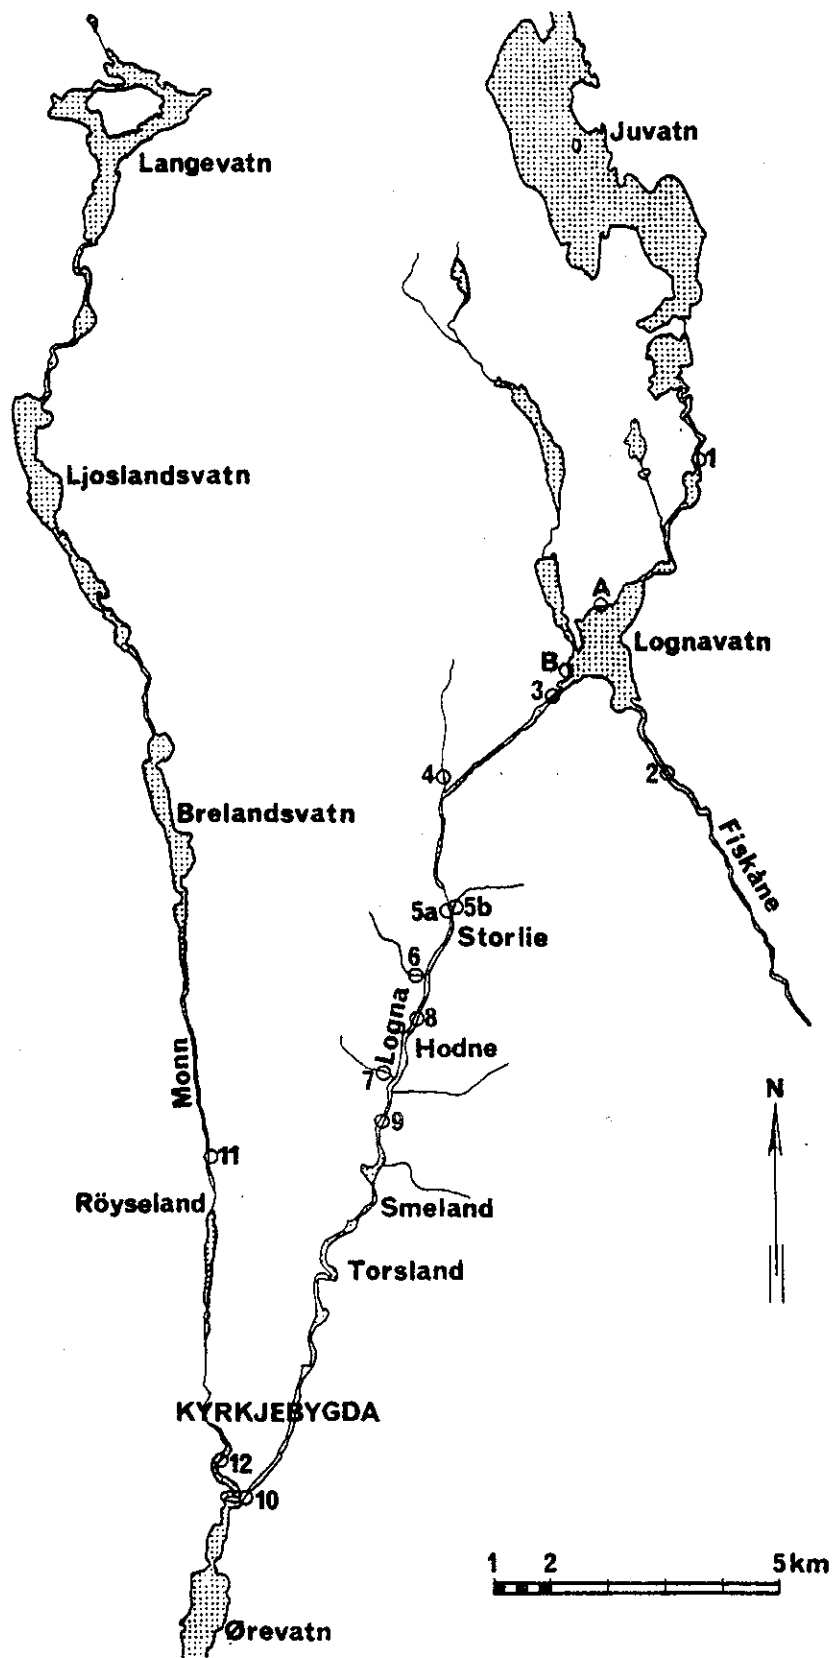 Juvatn
Langevatn
1
Ljoslandsvatn
A
Lognavatn
B
3
4
2
Brelandsvatn
Fiskåne
5a
5b
Storlie
6
Logna
8
Hodne
7
Monn
N
9
11
Röyseland
Smeland
Torsland
KYRKJEBYGDA
12
10
1 2 5 km
Ørevatn